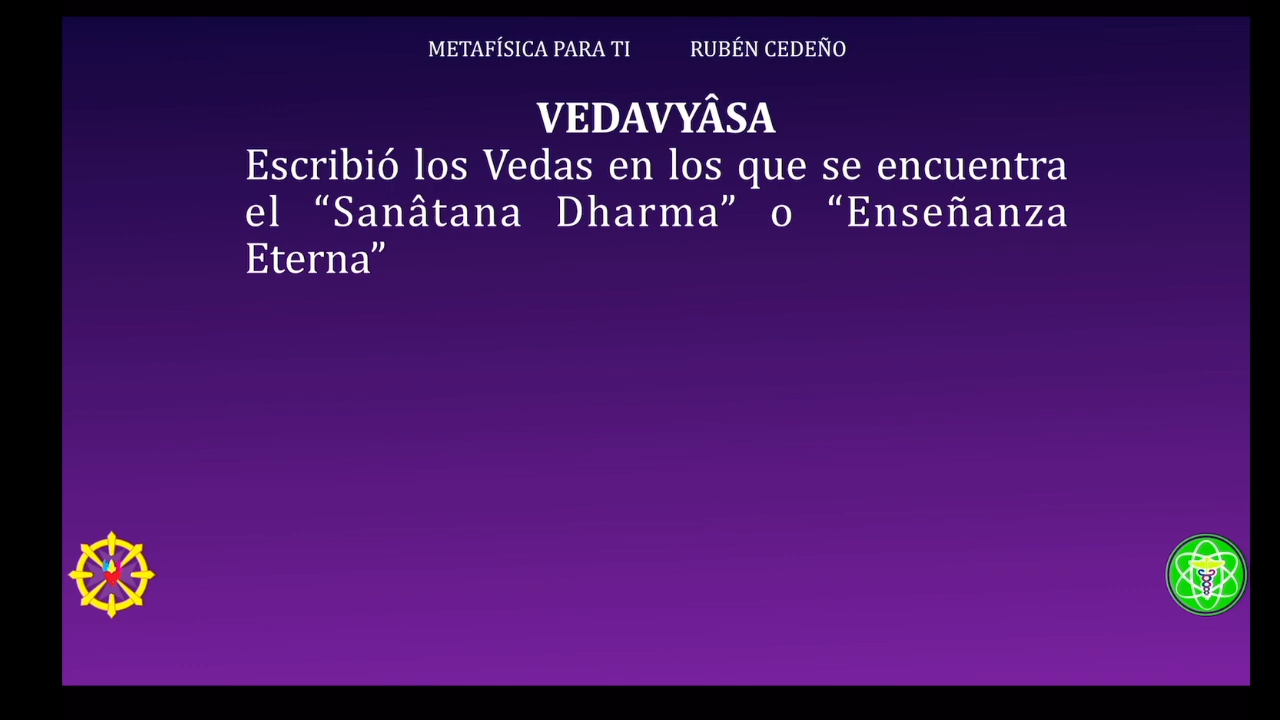 METAFÍSICA PARA TI RUBÉN CEDEÑO
VEDAVYÂSA
Escribió los Vedas en los que se encuentra
el “Sanâtana Dharma” o “Enseñanza
Eterna”